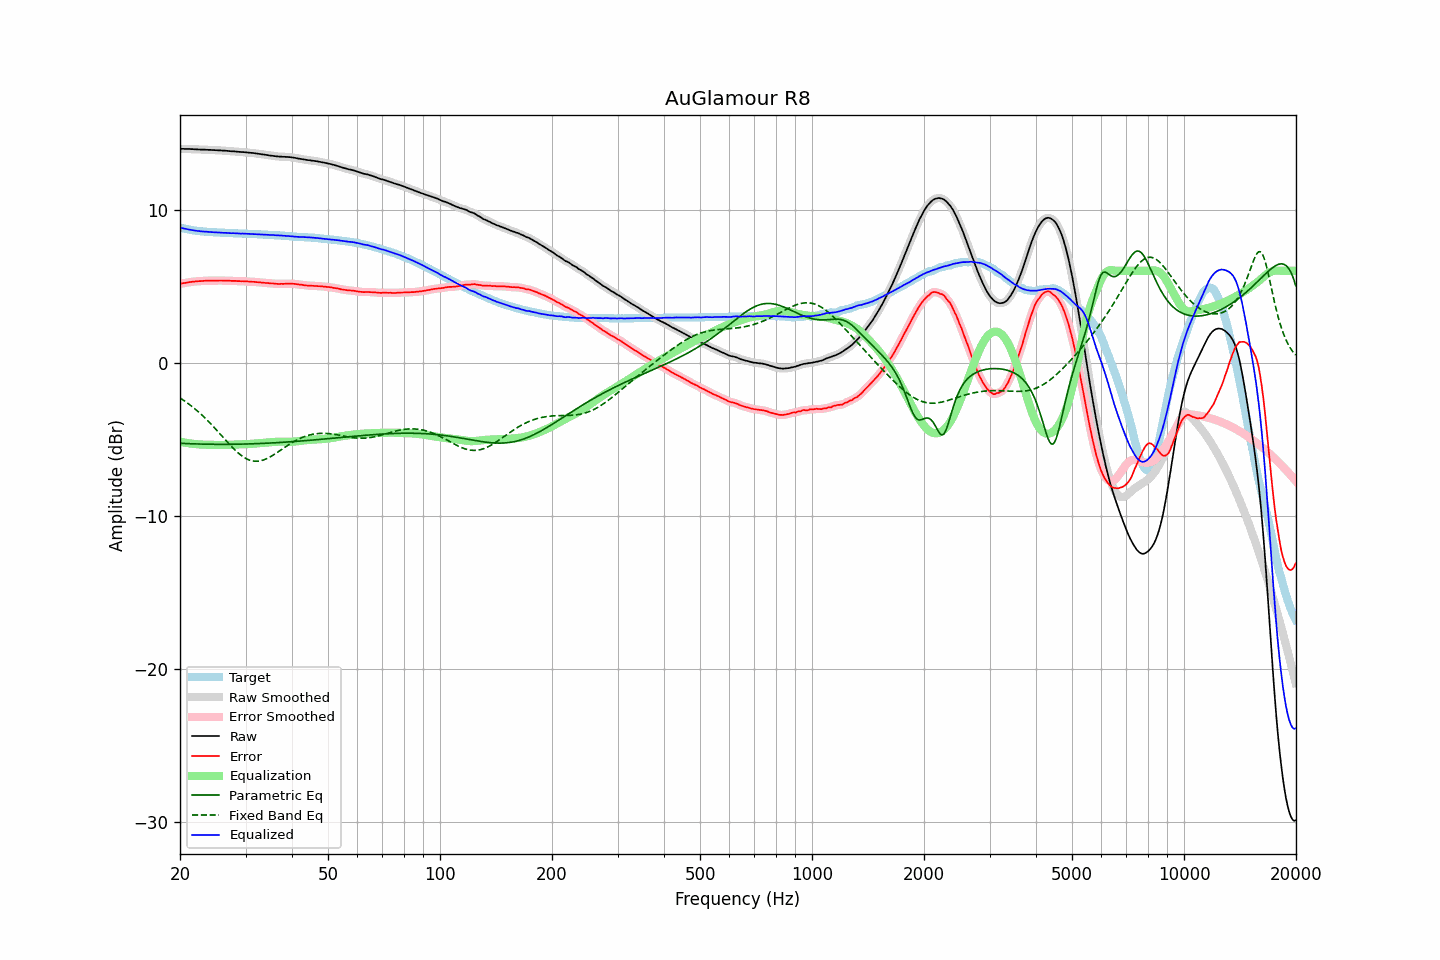 AuGlamour R8
Amplitude (dBr)
10
0
−10
−20
−30
Target
Raw Smoothed
Error Smoothed
Raw
Error
Equalization
Parametric Eq
Fixed Band Eq
Equalized
20 50 100 200 500 1000 2000 5000 10000 20000
Frequency (Hz)